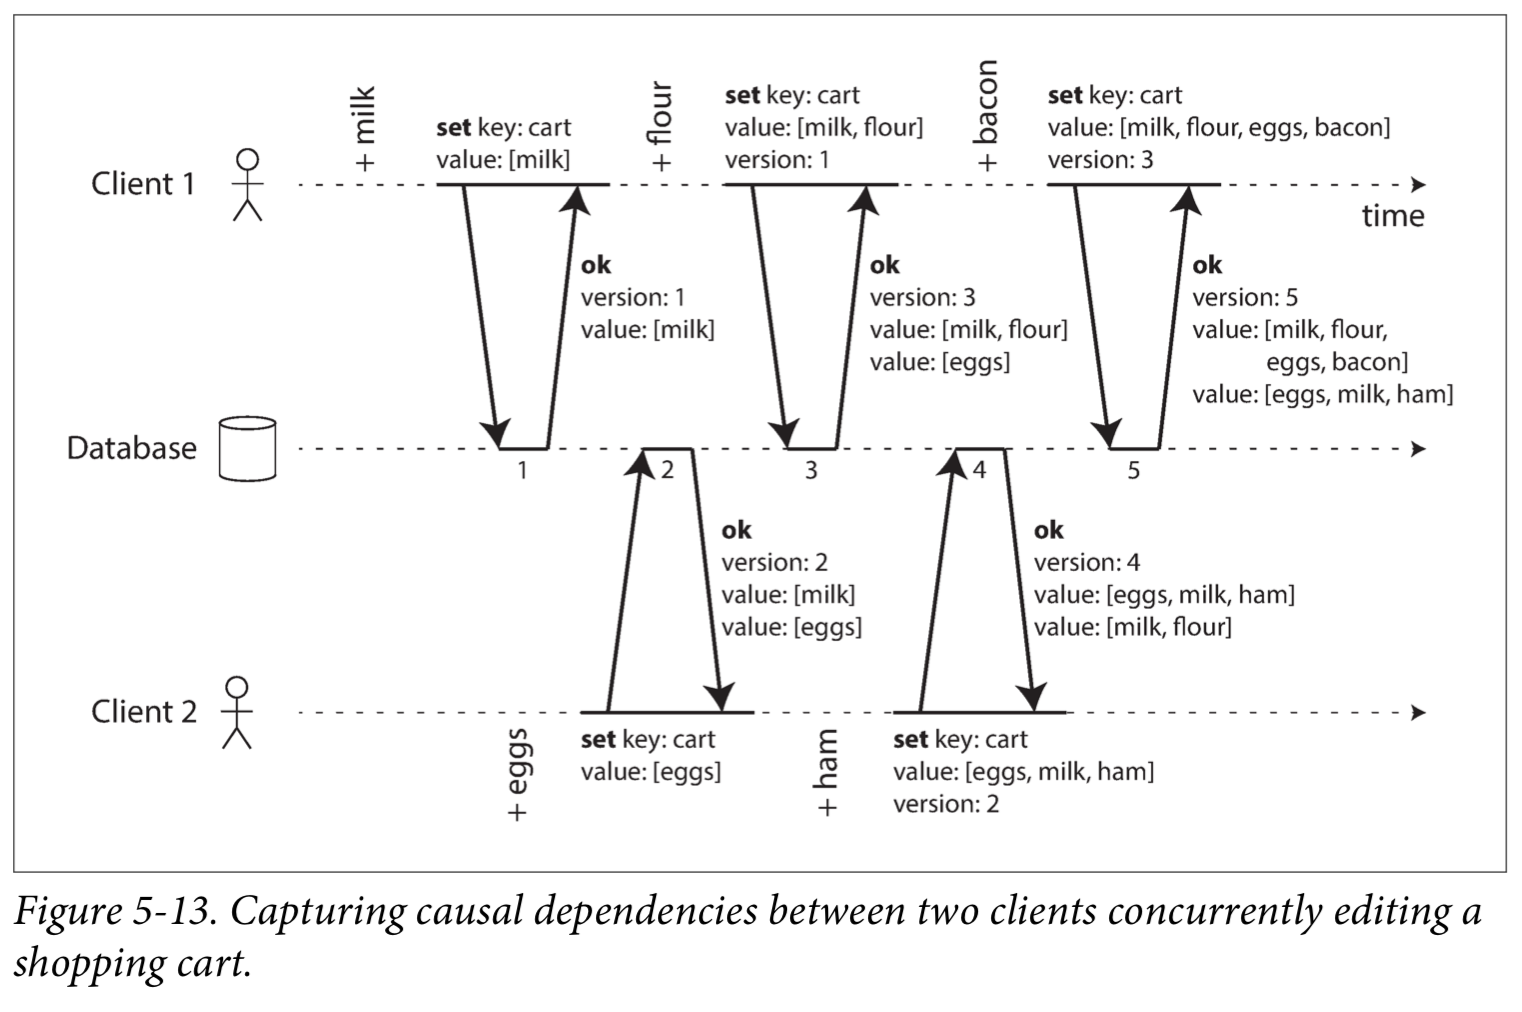 + milk
set key: cart
value: [milk]
+ flour
set key: cart
value: [milk, flour]
version: 1
+ bacon
set key: cart
value: [milk, flour, eggs, bacon]
version: 3
Client 1
time
ok
version: 1
value: [milk]
ok
version: 3
value: [milk, flour]
value: [eggs]
ok
version: 5
value: [milk, flour,
eggs, bacon]
value: [eggs, milk, ham]
Database
1
2
3
4
5
ok
version: 2
value: [milk]
value: [eggs]
ok
version: 4
value: [eggs, milk, ham]
value: [milk, flour]
Client 2
+ eggs
set key: cart
value: [eggs]
+ ham
set key: cart
value: [eggs, milk, ham]
version: 2
Figure 5-13. Capturing causal dependencies between two clients concurrently editing a
shopping cart.